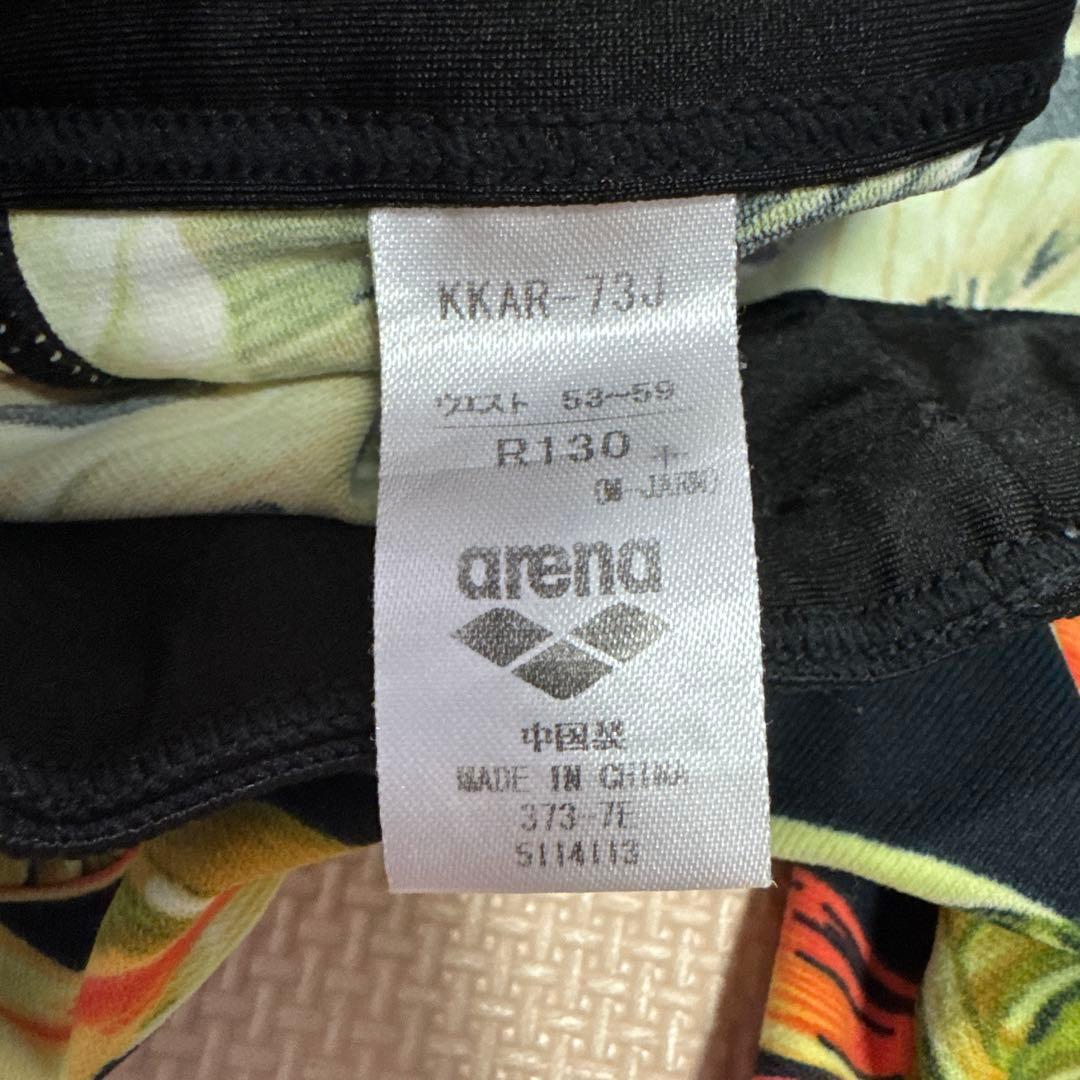 KKAR-73J
ウエスト 53~59
R130
arena
中国製
MADE IN CHINA
373-7E
5114113